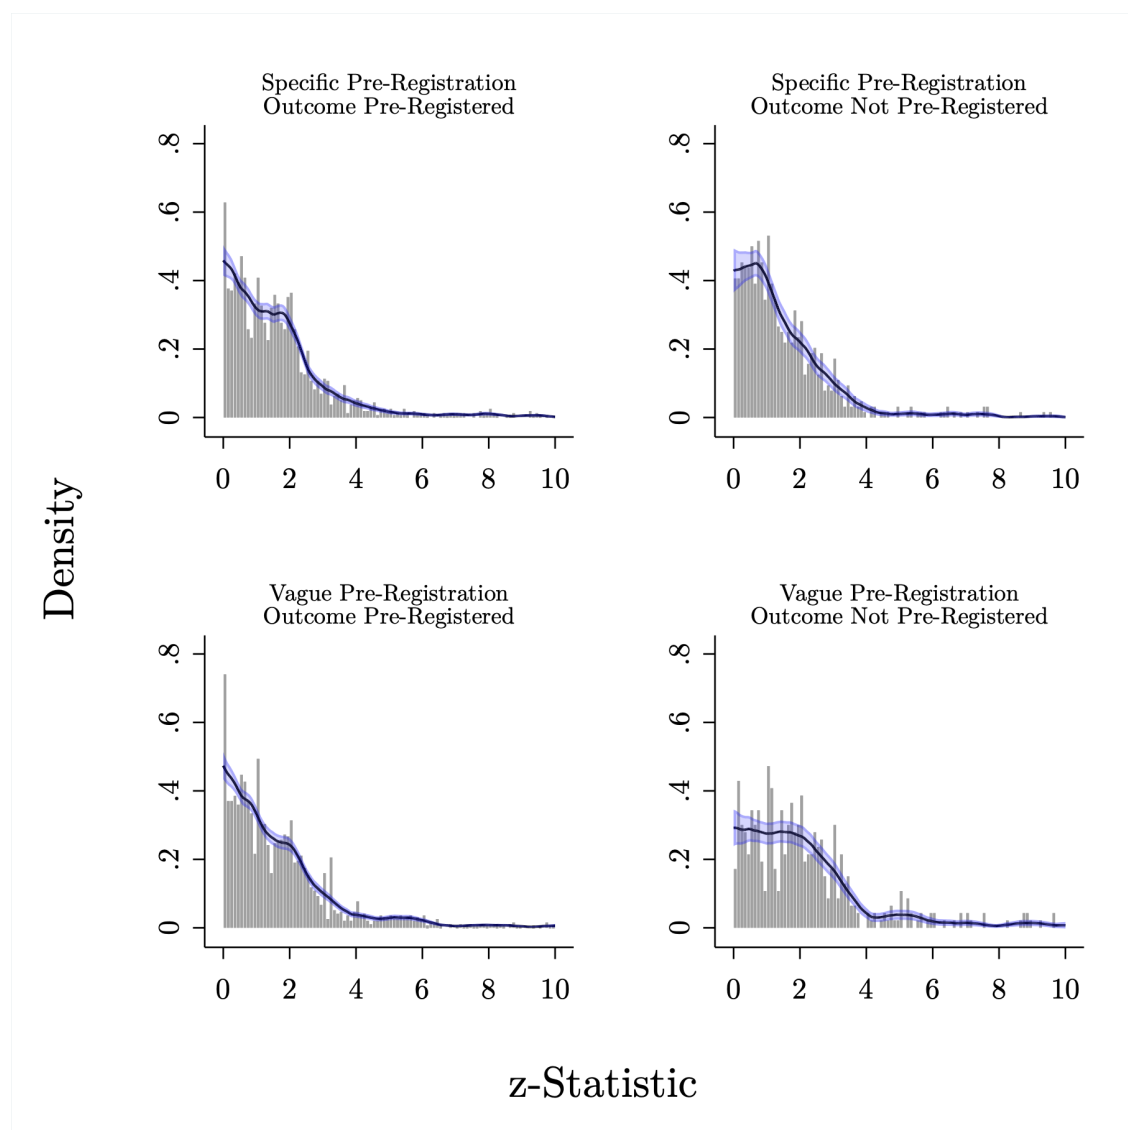 Specific Pre-Registration
Outcome Pre-Registered
.8
.6
.4
.2
0
0 2 4 6 8 10
Specific Pre-Registration
Outcome Not Pre-Registered
.8
.6
.4
.2
0
0 2 4 6 8 10
Density
Vague Pre-Registration
Outcome Pre-Registered
.8
.6
.4
.2
0
0 2 4 6 8 10
Vague Pre-Registration
Outcome Not Pre-Registered
.8
.6
.4
.2
0
0 2 4 6 8 10
z-Statistic